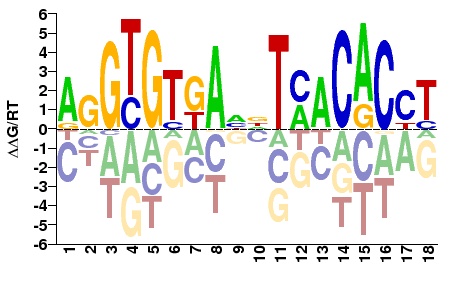 6
5
4
3
2
1
0
-1
-2
-3
-4
-5
-6
ΔΔG/RT
A G G T G T G A A G T C A C A C C T
G C C T A G T
T A C A A A A C G C A T T A C A A A
C C T G C G C T C G C C T T G
T T G
1 2 3 4 5 6 7 8 9 10 11 12 13 14 15 16 17 18